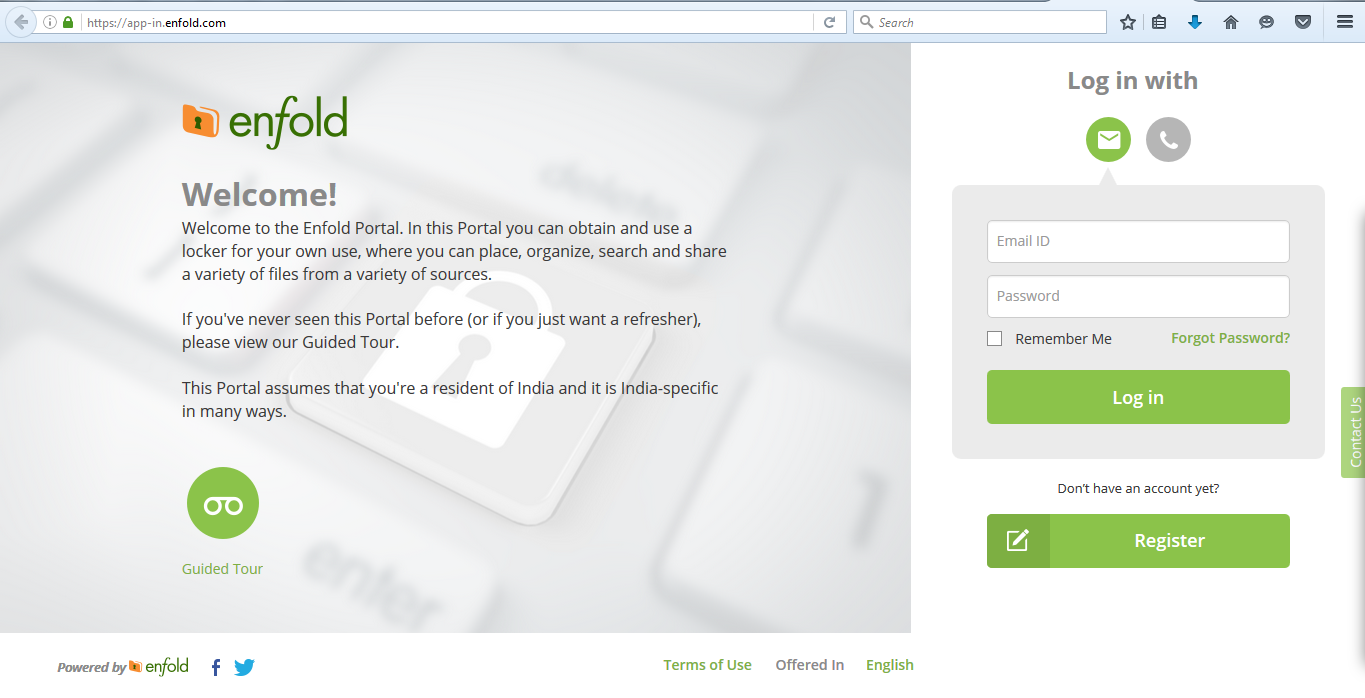 https://app-in.enfold.com
Search
enfold
Welcome!
Welcome to the Enfold Portal. In this Portal you can obtain and use a
locker for your own use, where you can place, organize, search and share
a variety of files from a variety of sources.
If you've never seen this Portal before (or if you just want a refresher),
please view our Guided Tour.
This Portal assumes that you're a resident of India and it is India-specific
in many ways.
Guided Tour
delete
enter
1
Log in with
Email ID
Password
Remember Me
Forgot Password?
Log in
Don't have an account yet?
Register
Contact Us
Powered by enfold
Terms of Use
Offered In
English